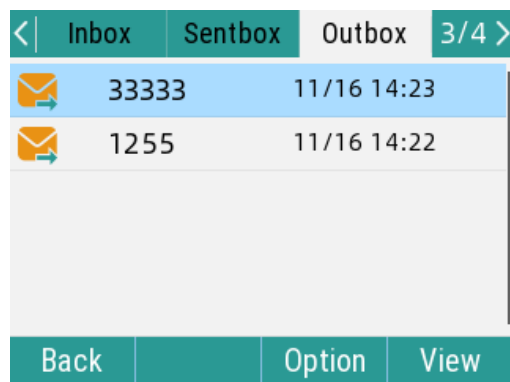 < Inbox Sentbox Outbox 3/4 >
33333 11/16 14:23
1255 11/16 14:22
Back Option View